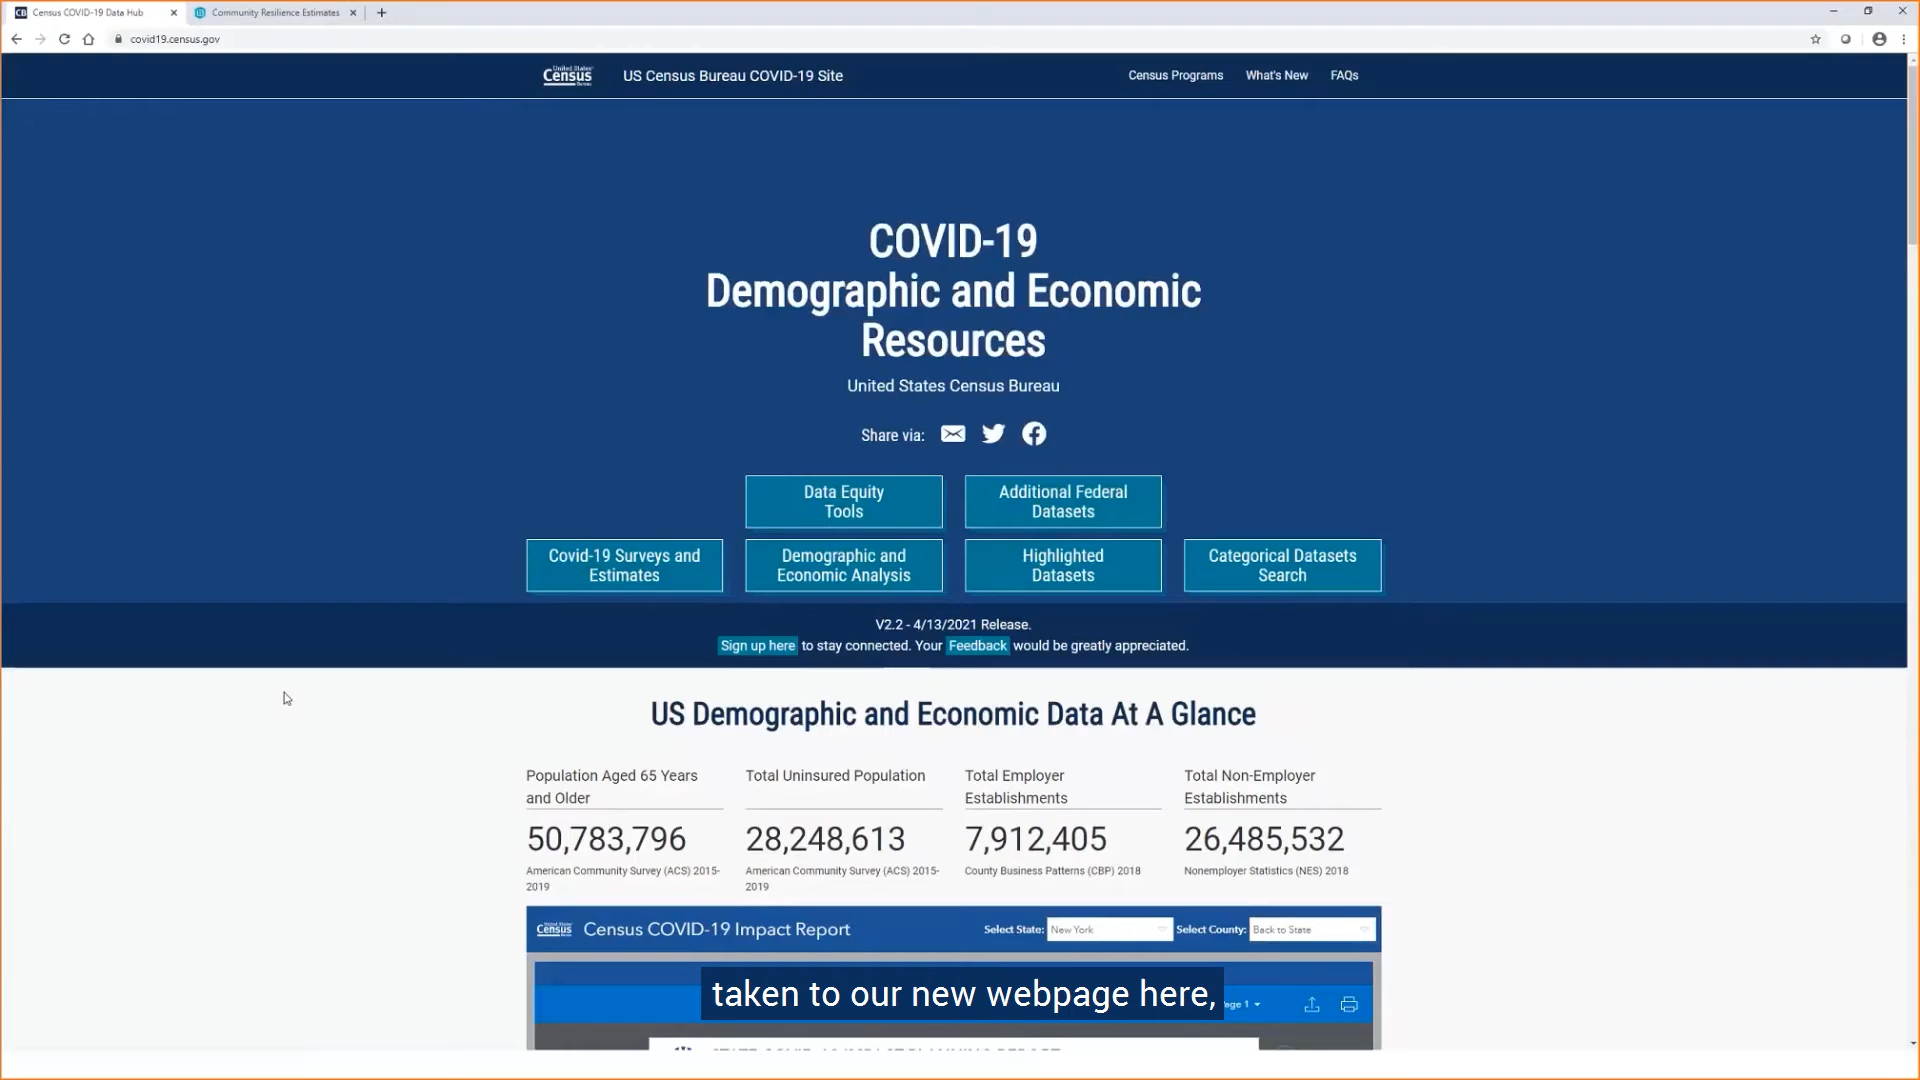 Census COVID-19 Data Hub
Community Resilience Estimates
covid19.census.gov
United States
Census
Bureau
US Census Bureau COVID-19 Site
Census Programs
What's New
FAQs
COVID-19
Demographic and Economic
Resources
United States Census Bureau
Share via:
Data Equity
Tools
Additional Federal
Datasets
Covid-19 Surveys and
Estimates
Demographic and
Economic Analysis
Highlighted
Datasets
Categorical Datasets
Search
V2.2 - 4/13/2021 Release.
Sign up here to stay connected. Your Feedback would be greatly appreciated.
US Demographic and Economic Data At A Glance
Population Aged 65 Years
and Older
50,783,796
American Community Survey (ACS) 2015-
2019
Total Uninsured Population
28,248,613
American Community Survey (ACS) 2015-
2019
Total Employer
Establishments
7,912,405
County Business Patterns (CBP) 2018
Total Non-Employer
Establishments
26,485,532
Nonemployer Statistics (NES) 2018
United States
Census
Census COVID-19 Impact Report
Select State: New York
Select County: Back to State
taken to our new webpage here,
age 1